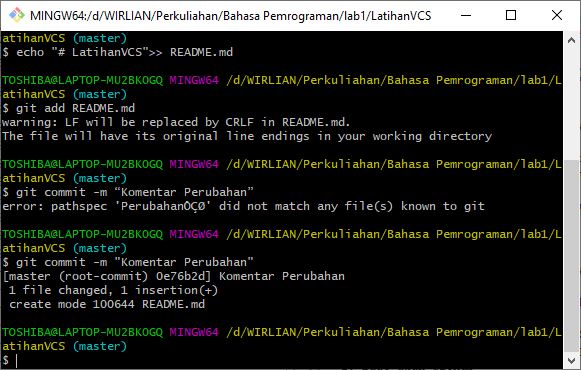 MINGW64:/d/WIRLIAN/Perkuliahan/Bahasa Pemrograman/lab1/LatihanVCS
atihanVCS (master)
$ echo "# LatihanVCS">> README.md
TOSHIBA@LAPTOP-MU2BKOGQ MINGW64 /d/WIRLIAN/Perkuliahan/Bahasa Pemrograman/lab1/L
atihanVCS (master)
$ git add README.md
warning: LF will be replaced by CRLF in README.md.
The file will have its original line endings in your working directory
TOSHIBA@LAPTOP-MU2BKOGQ MINGW64 /d/WIRLIAN/Perkuliahan/Bahasa Pemrograman/lab1/L
atihanVCS (master)
$ git commit -m “Komentar Perubahan”
error: pathspec 'PerubahanÔÇØ' did not match any file(s) known to git
TOSHIBA@LAPTOP-MU2BKOGQ MINGW64 /d/WIRLIAN/Perkuliahan/Bahasa Pemrograman/lab1/L
atihanVCS (master)
$ git commit -m "Komentar Perubahan"
[master (root-commit) 0e76b2d] Komentar Perubahan
 1 file changed, 1 insertion(+)
 create mode 100644 README.md
TOSHIBA@LAPTOP-MU2BKOGQ MINGW64 /d/WIRLIAN/Perkuliahan/Bahasa Pemrograman/lab1/L
atihanVCS (master)
$